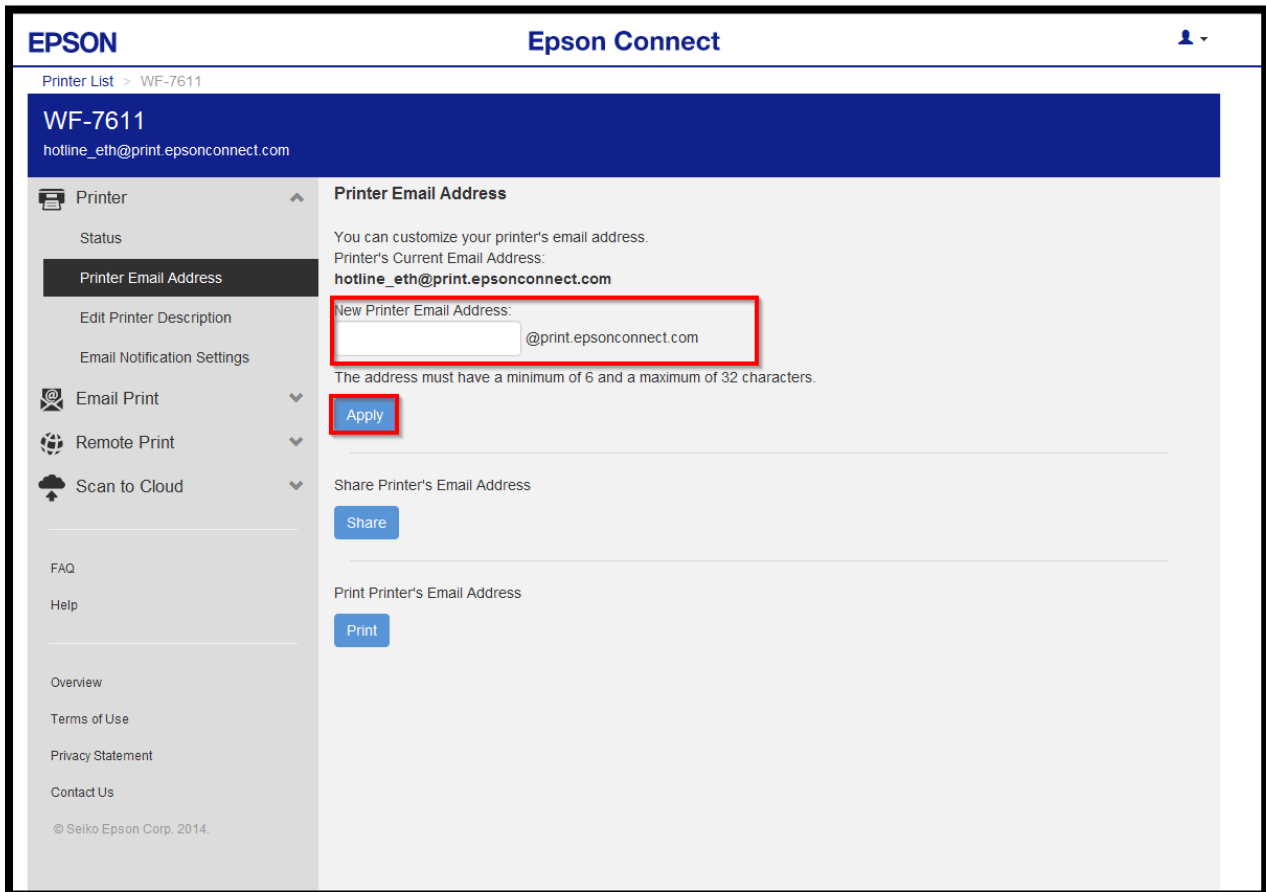 EPSON
Epson Connect
Printer List > WF-7611
WF-7611
hotline_eth@print.epsonconnect.com
Printer
Status
Printer Email Address
Edit Printer Description
Email Notification Settings
Email Print
Remote Print
Scan to Cloud
FAQ
Help
Overview
Terms of Use
Privacy Statement
Contact Us
© Seiko Epson Corp. 2014.
Printer Email Address
You can customize your printer's email address.
Printer's Current Email Address:
hotline_eth@print.epsonconnect.com
New Printer Email Address:
@print.epsonconnect.com
The address must have a minimum of 6 and a maximum of 32 characters.
Apply
Share Printer's Email Address
Share
Print Printer's Email Address
Print